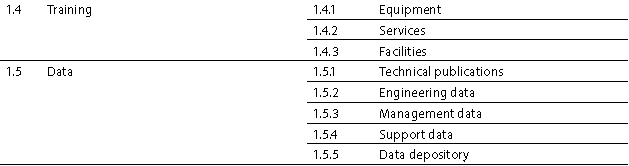 1.4 Training 1.4.1 Equipment
1.4.2 Services
1.4.3 Facilities
1.5 Data 1.5.1 Technical publications
1.5.2 Engineering data
1.5.3 Management data
1.5.4 Support data
1.5.5 Data depository